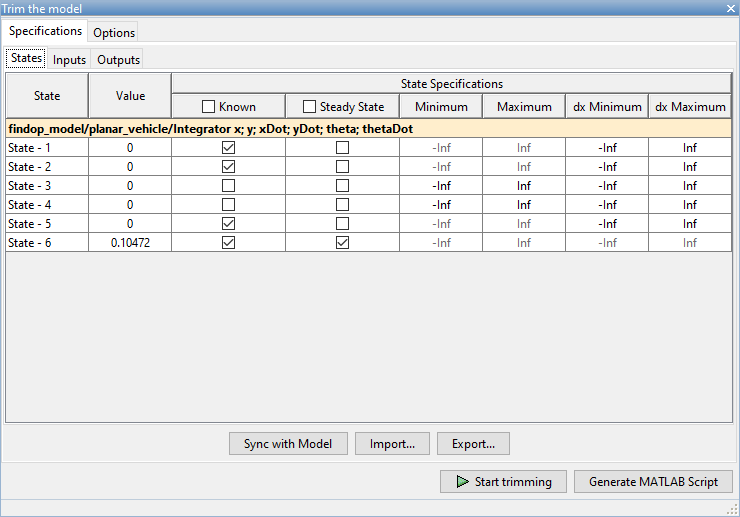 Trim the model
Specifications Options
States Inputs Outputs
State Value State Specifications
Known Steady State Minimum Maximum dx Minimum dx Maximum
findop_model/planar_vehicle/Integrator x; y; xDot; yDot; theta; thetaDot
State - 1 0 -Inf Inf -Inf Inf
State - 2 0 -Inf Inf -Inf Inf
State - 3 0 -Inf Inf -Inf Inf
State - 4 0 -Inf Inf -Inf Inf
State - 5 0 -Inf Inf -Inf Inf
State - 6 0.10472 -Inf Inf -Inf Inf
Sync with Model Import... Export...
Start trimming Generate MATLAB Script